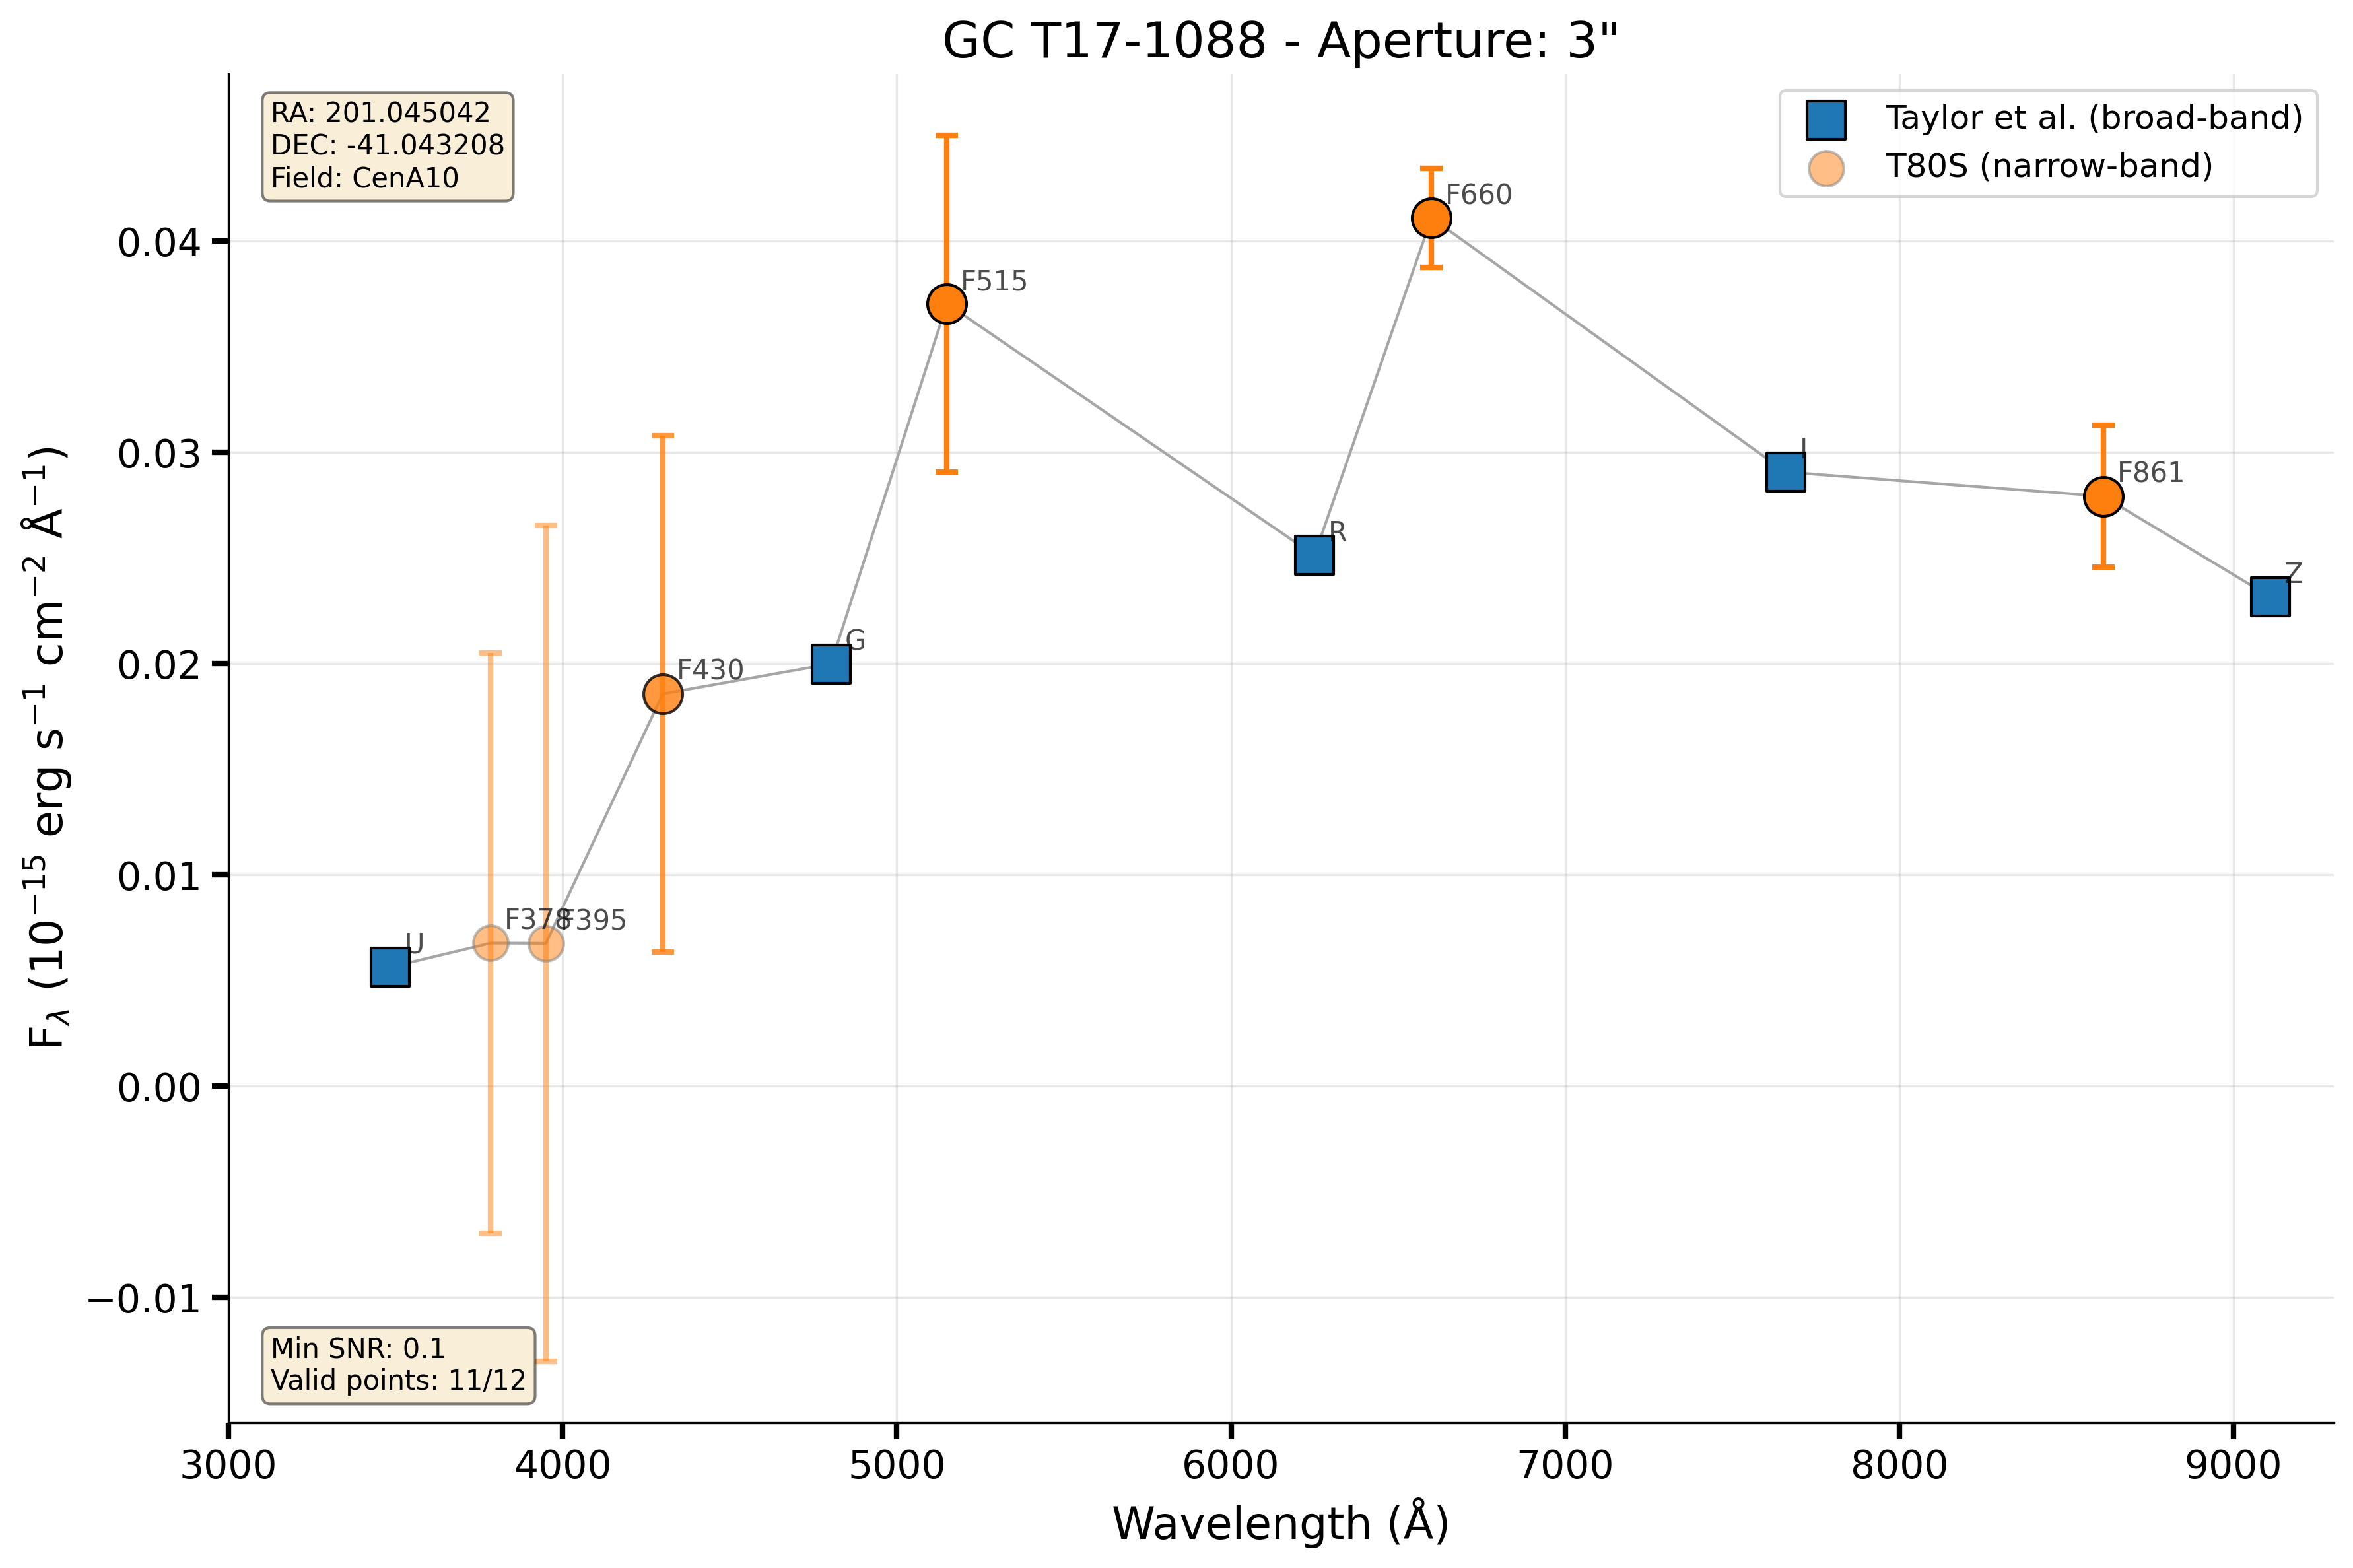 GC T17-1088 - Aperture: 3"
RA: 201.045042
DEC: -41.043208
Field: CenA10
Taylor et al. (broad-band)
T80S (narrow-band)
F660
F515
I
F861
R
Z
G
F430
F378
F395
U
0.04
0.03
0.02
0.01
0.00
−0.01
F_λ (10⁻¹⁵ erg s⁻¹ cm⁻² Å⁻¹)
Min SNR: 0.1
Valid points: 11/12
3000 4000 5000 6000 7000 8000 9000
Wavelength (Å)